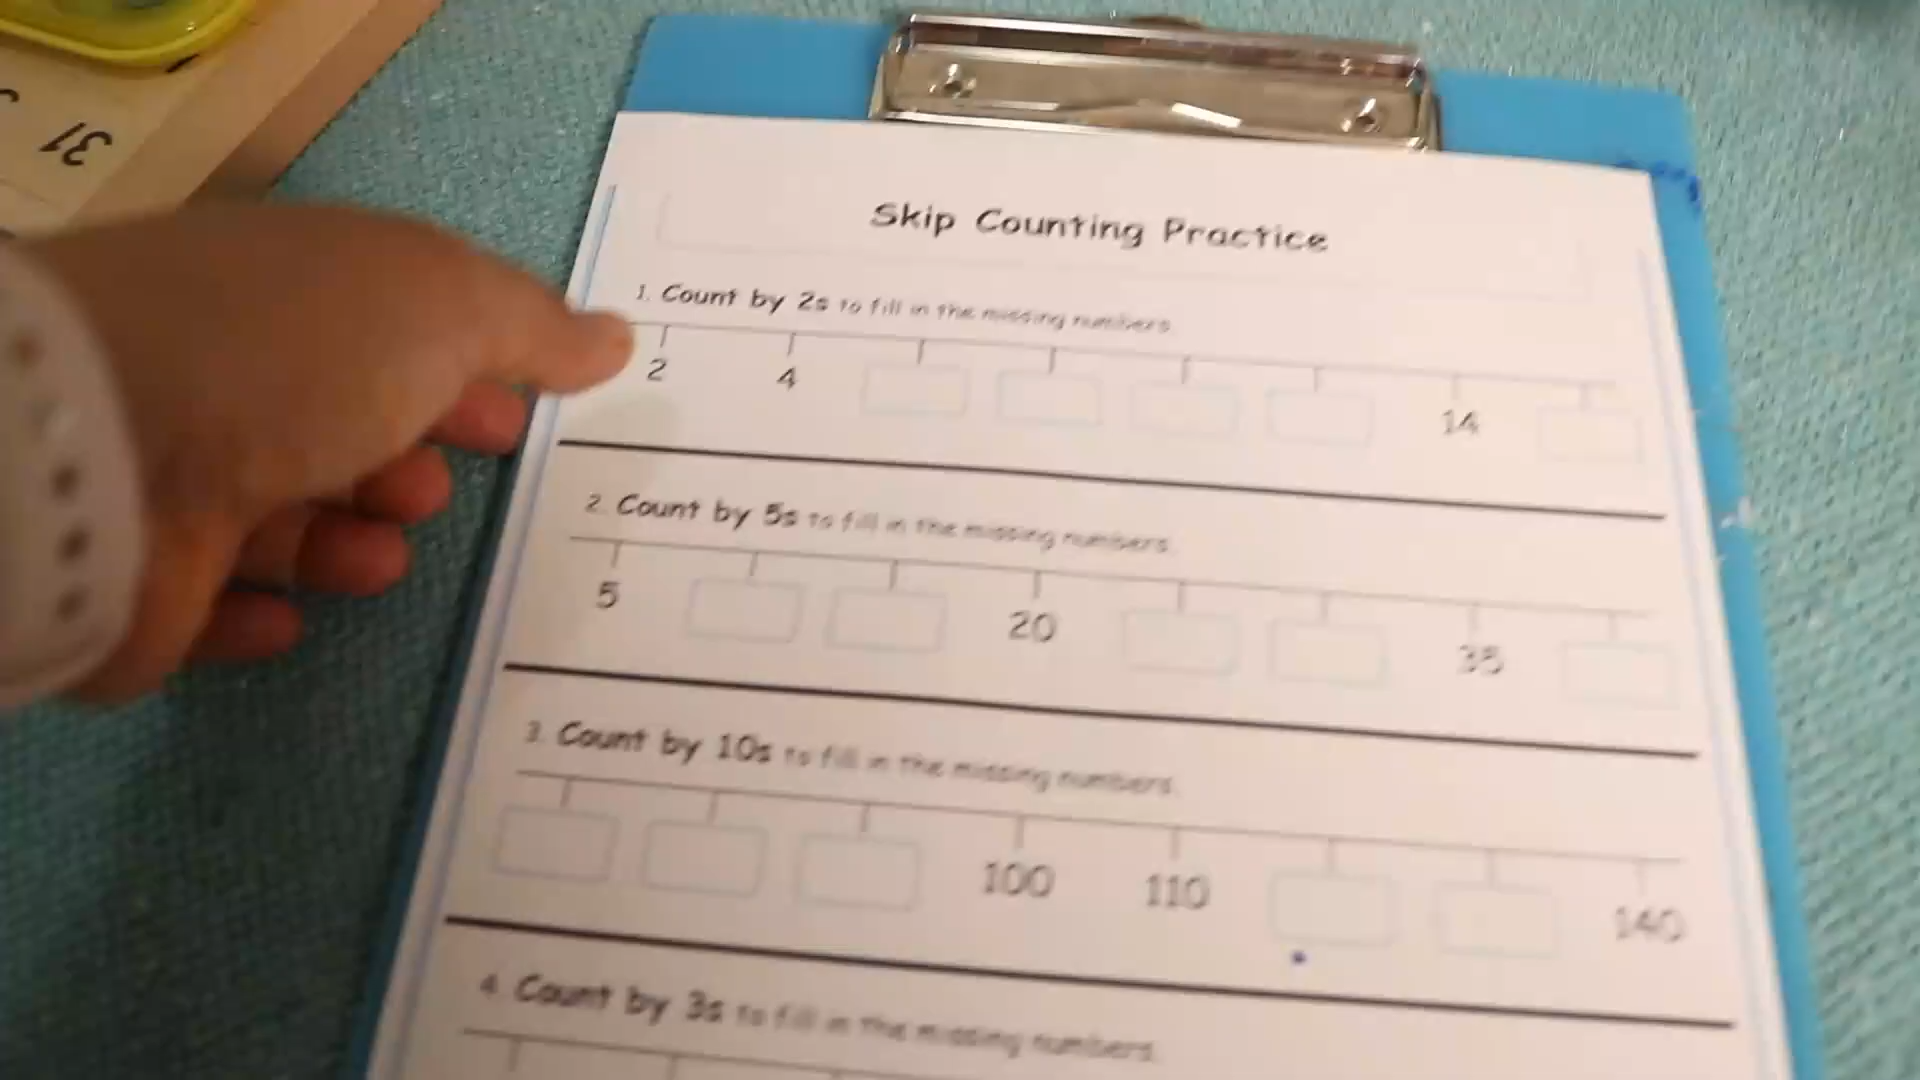 31
Skip Counting Practice
1. Count by 2s to fill in the missing numbers.
2 4 14
2. Count by 5s to fill in the missing numbers.
5 20 35
3. Count by 10s to fill in the missing numbers.
100 110 140
4. Count by 3s to fill in the missing numbers.